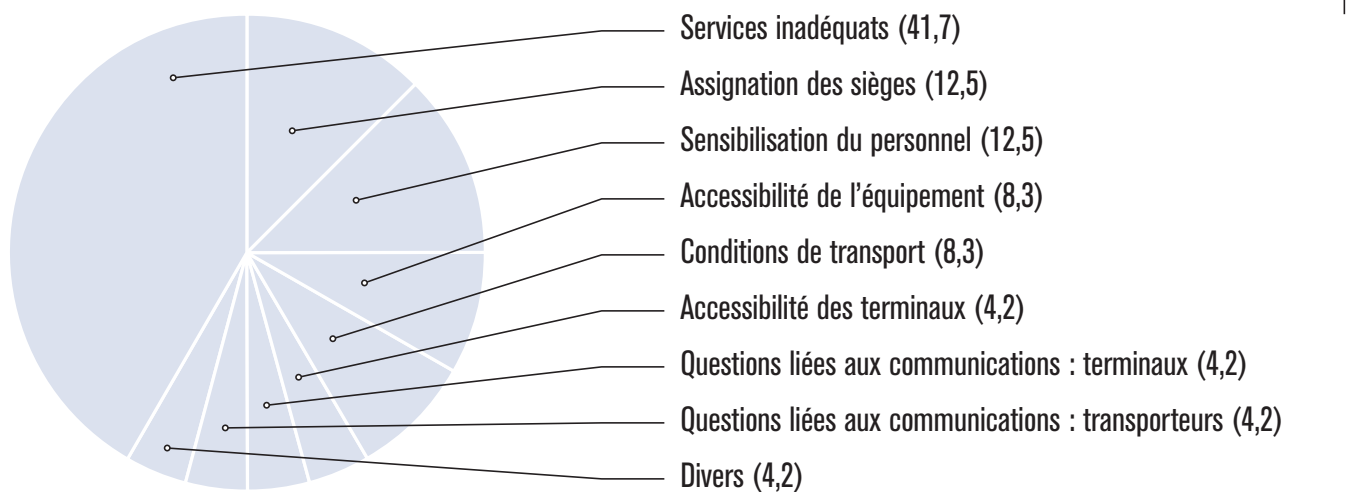 Services inadéquats (41,7)
Assignation des sièges (12,5)
Sensibilisation du personnel (12,5)
Accessibilité de l'équipement (8,3)
Conditions de transport (8,3)
Accessibilité des terminaux (4,2)
Questions liées aux communications : terminaux (4,2)
Questions liées aux communications : transporteurs (4,2)
Divers (4,2)